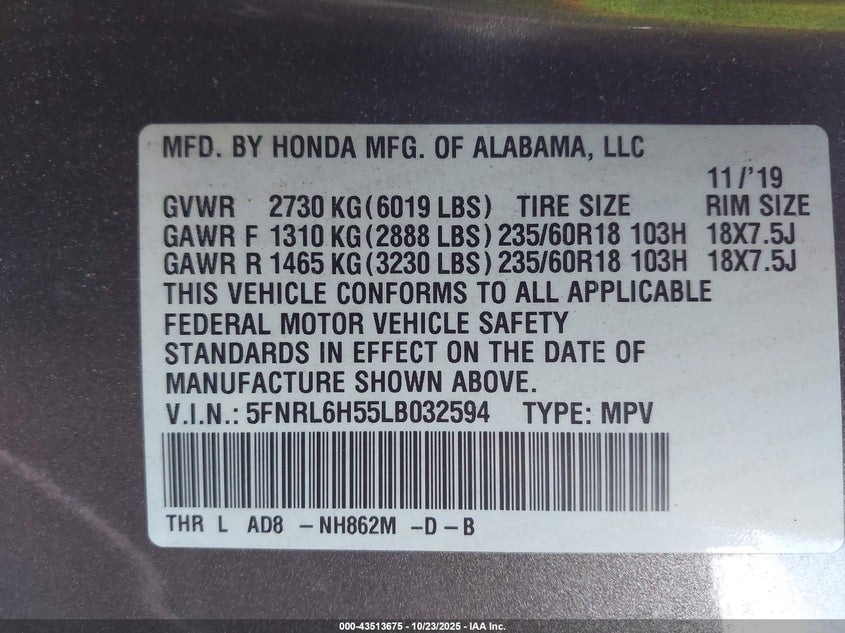 MFD. BY HONDA MFG. OF ALABAMA, LLC
11/'19
GVWR 2730 KG (6019 LBS) TIRE SIZE RIM SIZE
GAWR F 1310 KG (2888 LBS) 235/60R18 103H 18X7.5J
GAWR R 1465 KG (3230 LBS) 235/60R18 103H 18X7.5J
THIS VEHICLE CONFORMS TO ALL APPLICABLE
FEDERAL MOTOR VEHICLE SAFETY
STANDARDS IN EFFECT ON THE DATE OF
MANUFACTURE SHOWN ABOVE.
V.I.N.: 5FNRL6H55LB032594 TYPE: MPV
THR L AD8 -NH862M -D-B
000-43513675 - 10/23/2025 - IAA Inc.